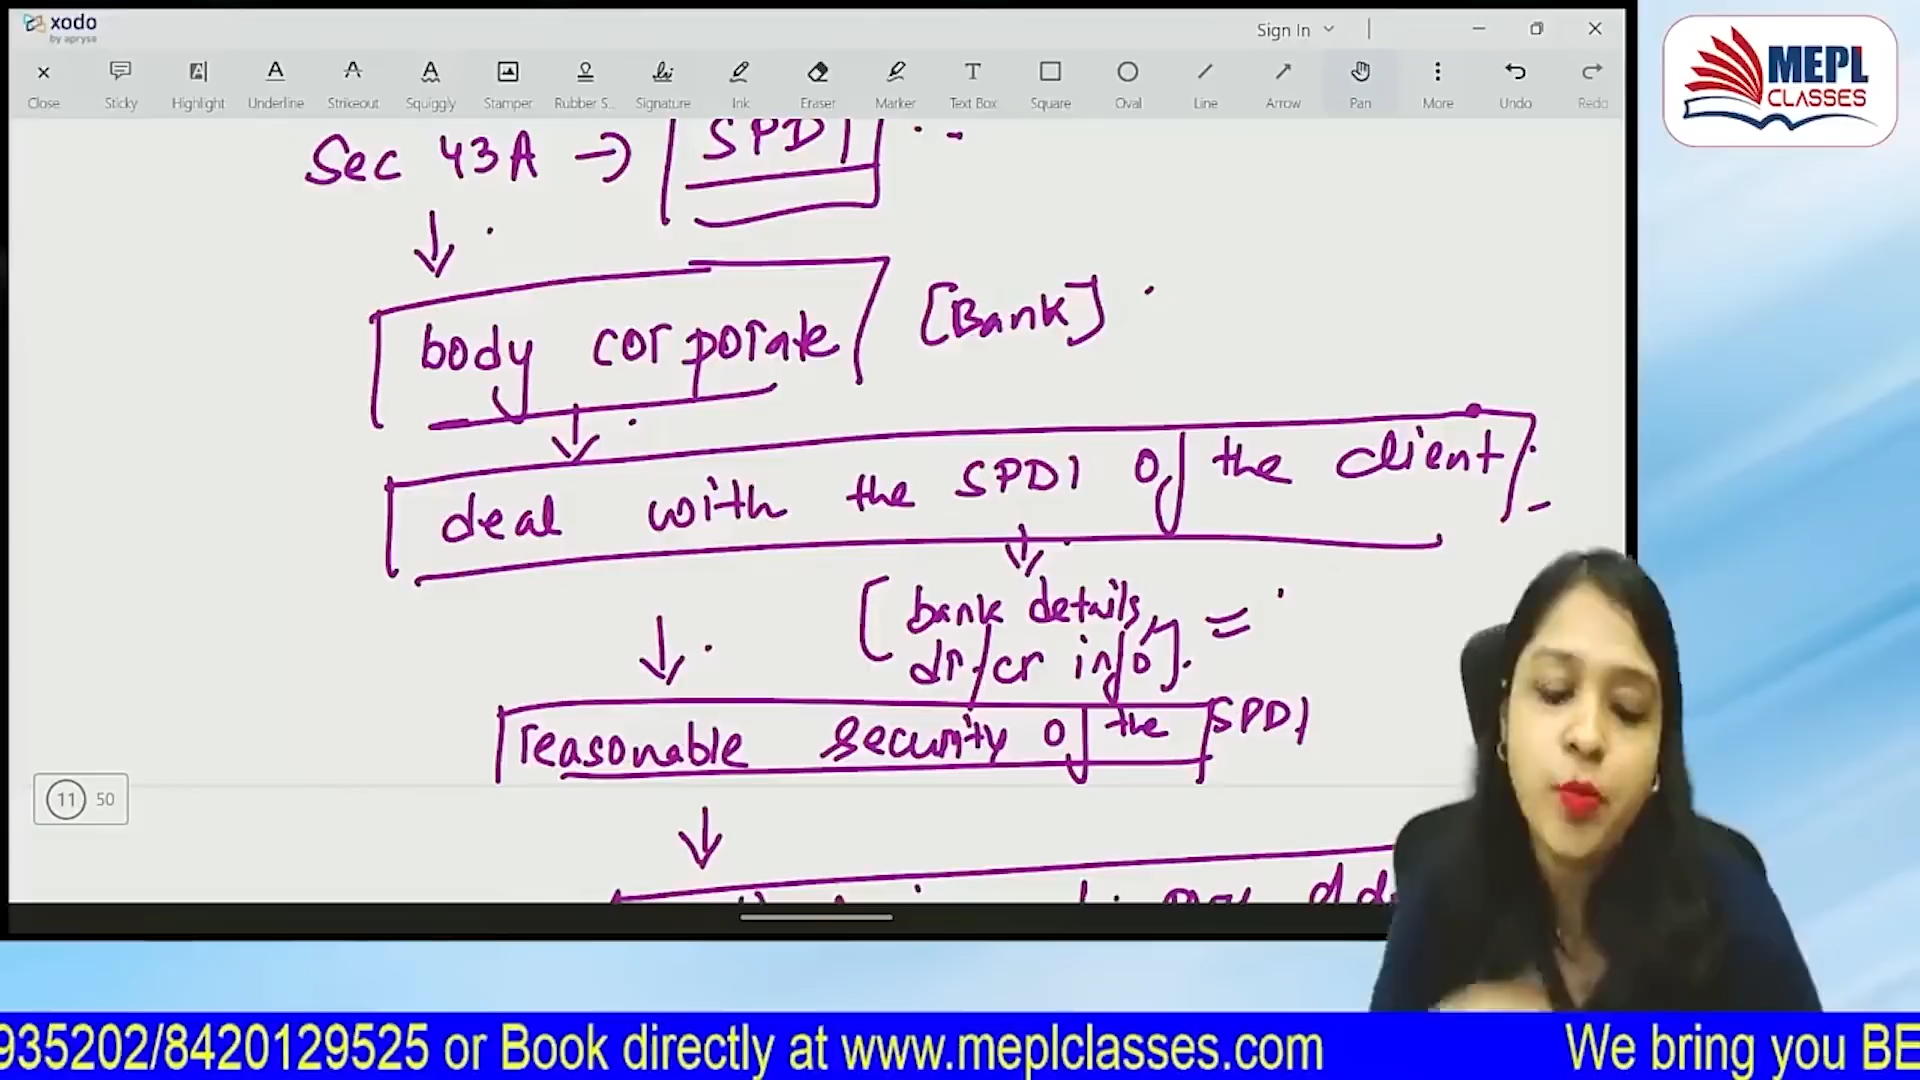 xodo
by apryse
Sign In
Close Sticky Highlight Underline Strikeout Squiggly Stamper Rubber S... Signature Ink Eraser Marker Text Box Square Oval Line Arrow Pan More Undo Redo
MEPL
CLASSES
Sec 43A → SPDI
body corporate [Bank]
deal with the SPDI of the client
[bank details,
dr/cr info]
reasonable security of the SPDI
11 50
935202/8420129525 or Book directly at www.meplclasses.com We bring you BE